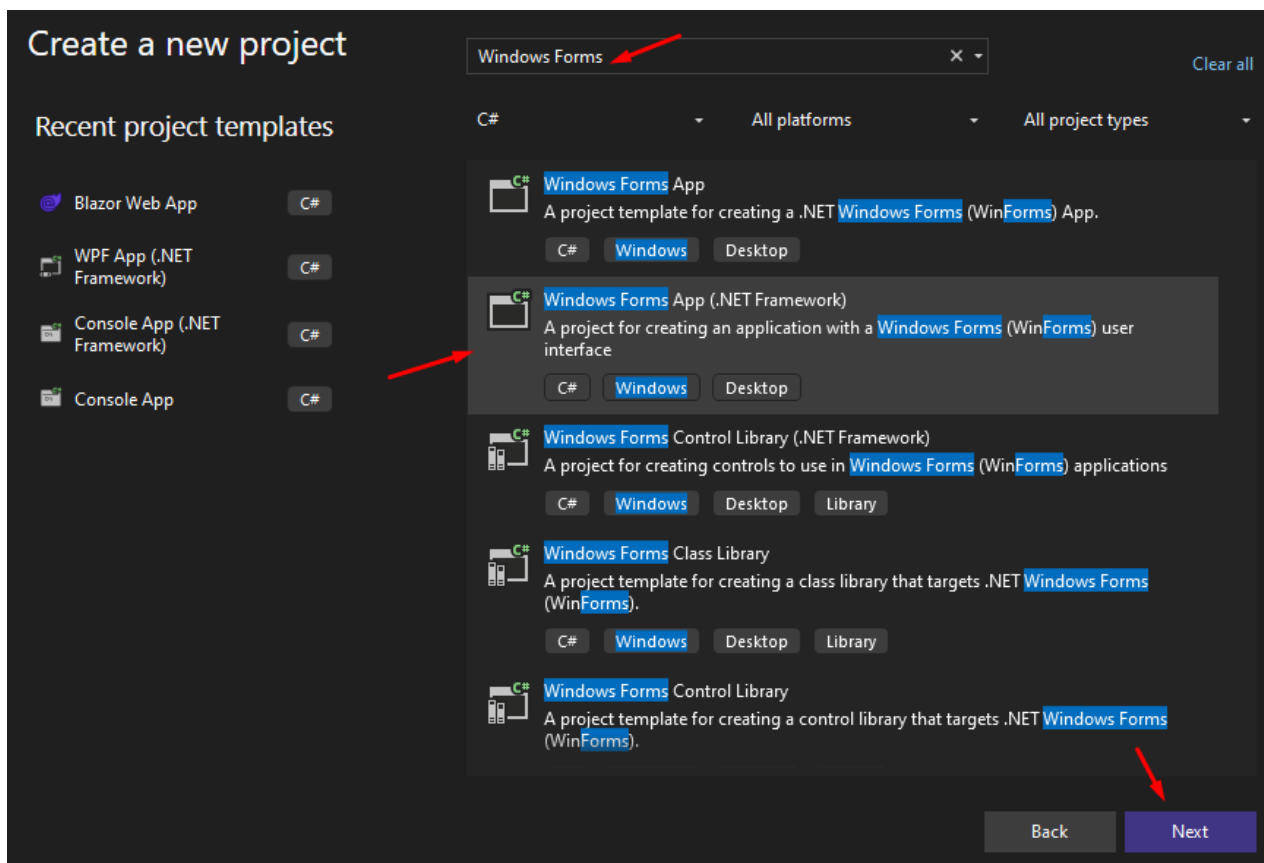 Create a new project
Windows Forms
Clear all
Recent project templates
C#
All platforms
All project types
Blazor Web App
C#
WPF App (.NET
Framework)
C#
Console App (.NET
Framework)
C#
Console App
C#
Windows Forms App
A project template for creating a .NET Windows Forms (WinForms) App.
C# Windows Desktop
Windows Forms App (.NET Framework)
A project for creating an application with a Windows Forms (WinForms) user
interface
C# Windows Desktop
Windows Forms Control Library (.NET Framework)
A project for creating controls to use in Windows Forms (WinForms) applications
C# Windows Desktop Library
Windows Forms Class Library
A project template for creating a class library that targets .NET Windows Forms
(WinForms).
C# Windows Desktop Library
Windows Forms Control Library
A project template for creating a control library that targets .NET Windows Forms
(WinForms).
Back
Next